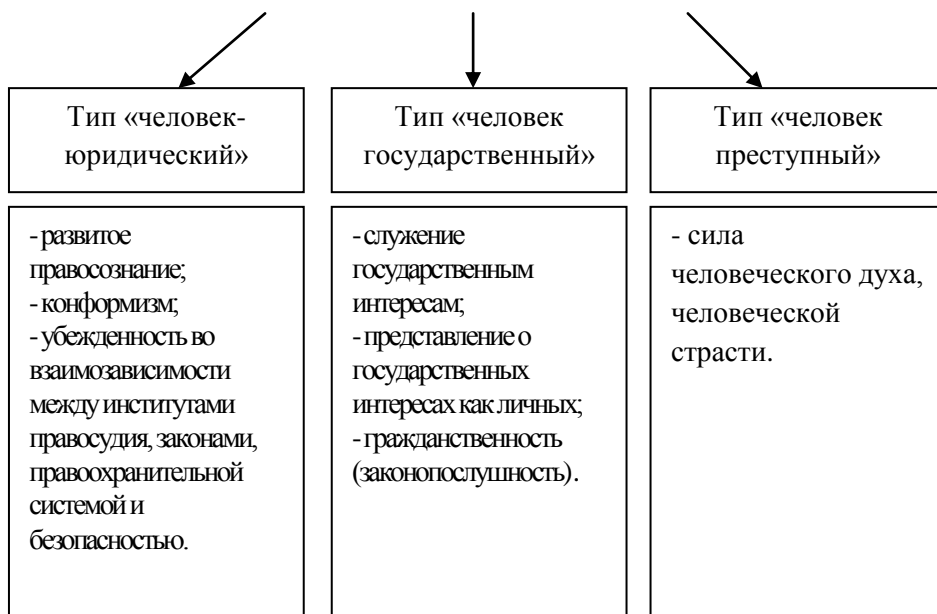 Тип «человек-
юридический»
Тип «человек
государственный»
Тип «человек
преступный»
- развитое
правосознание;
- конформизм;
- убежденность во
взаимозависимости
между институтами
правосудия, законами,
правоохранительной
системой и
безопасностью.
- служение
государственным
интересам;
- представление о
государственных
интересах как личных;
- гражданственность
(законопослушность).
- сила
человеческого духа,
человеческой
страсти.